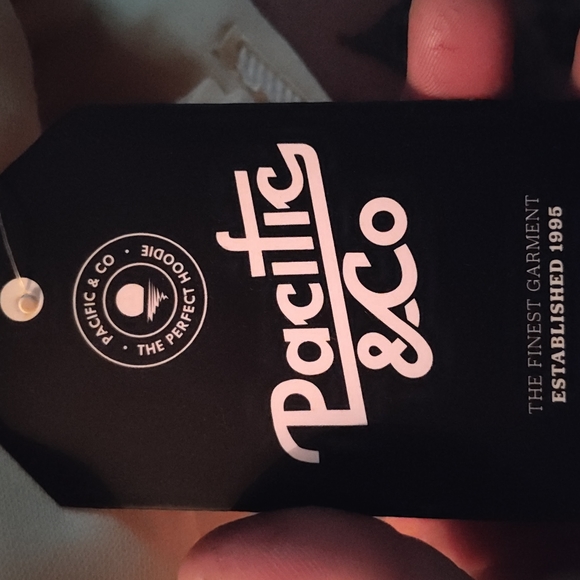 PACIFIC & CO · THE PERFECT HOODIE ·
Pacific
&Co
THE FINEST GARMENT
ESTABLISHED 1995